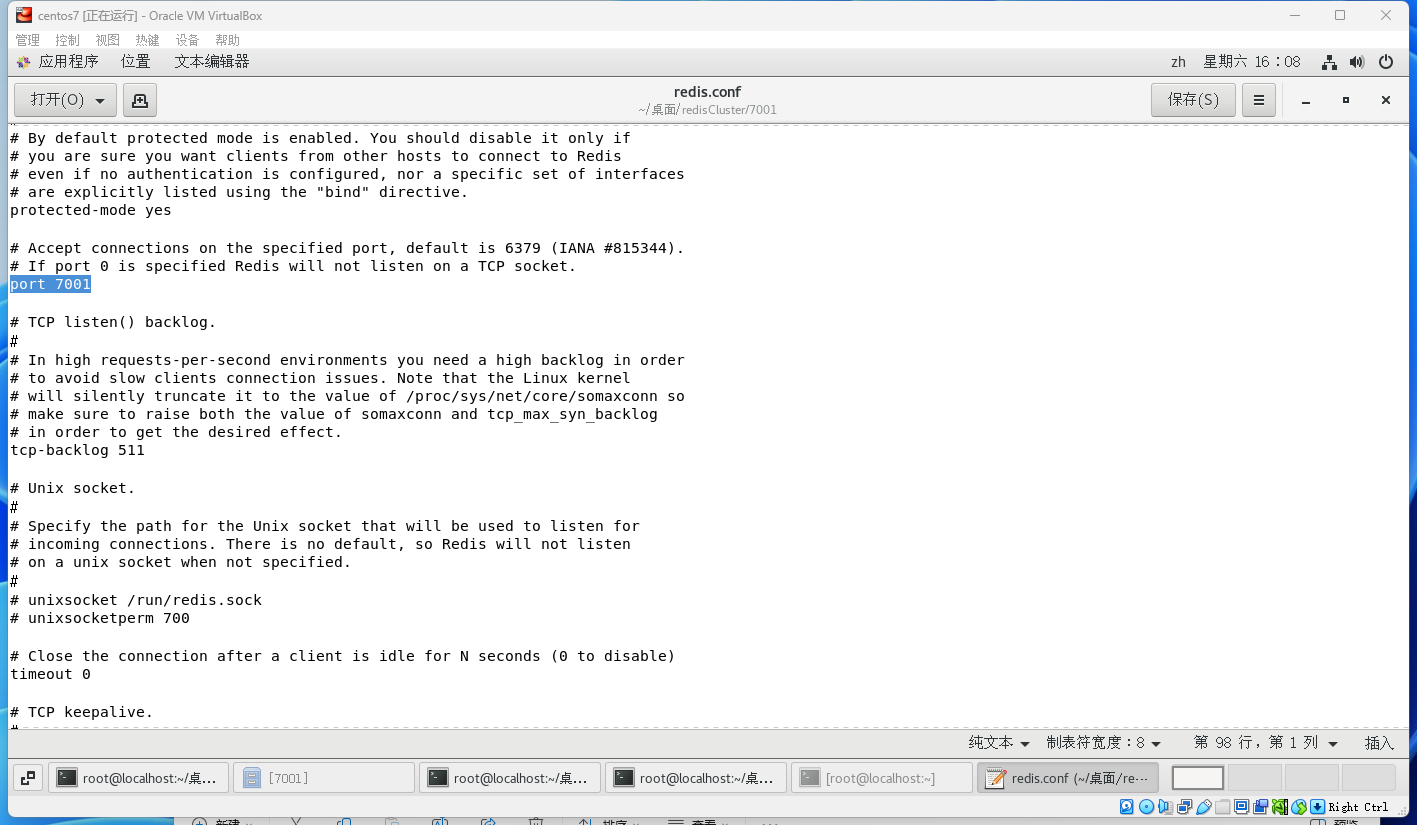 centos7 [正在运行] - Oracle VM VirtualBox
管理 控制 视图 热键 设备 帮助
应用程序 位置 文本编辑器 zh 星期六 16：08
打开(O) redis.conf 保存(S)
~/桌面/redisCluster/7001
# By default protected mode is enabled. You should disable it only if
# you are sure you want clients from other hosts to connect to Redis
# even if no authentication is configured, nor a specific set of interfaces
# are explicitly listed using the "bind" directive.
protected-mode yes
# Accept connections on the specified port, default is 6379 (IANA #815344).
# If port 0 is specified Redis will not listen on a TCP socket.
port 7001
# TCP listen() backlog.
#
# In high requests-per-second environments you need a high backlog in order
# to avoid slow clients connection issues. Note that the Linux kernel
# will silently truncate it to the value of /proc/sys/net/core/somaxconn so
# make sure to raise both the value of somaxconn and tcp_max_syn_backlog
# in order to get the desired effect.
tcp-backlog 511
# Unix socket.
#
# Specify the path for the Unix socket that will be used to listen for
# incoming connections. There is no default, so Redis will not listen
# on a unix socket when not specified.
#
# unixsocket /run/redis.sock
# unixsocketperm 700
# Close the connection after a client is idle for N seconds (0 to disable)
timeout 0
# TCP keepalive.
纯文本 制表符宽度：8 第 98 行，第 1 列 插入
root@localhost:~/桌… [7001] root@localhost:~/桌… root@localhost:~/桌… [root@localhost:~] redis.conf (~/桌面/re…
Right Ctrl
新建 排序 查看 … 预览